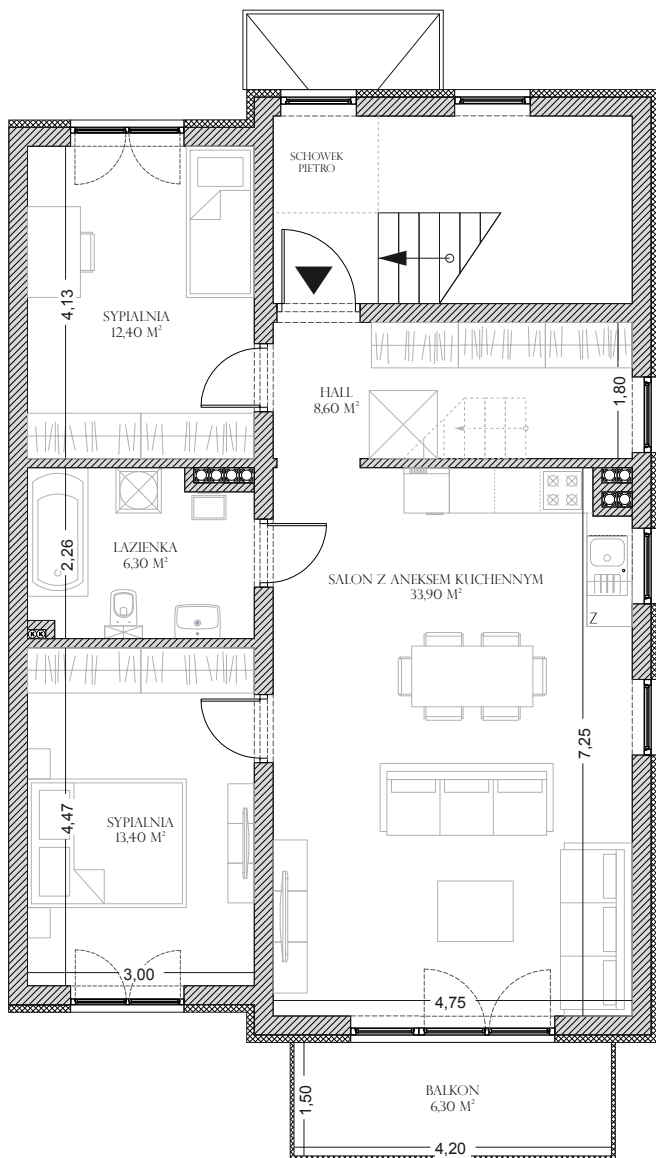 SCHOWEK
PIETRO
4,13
SYPIALNIA
12,40 M²
HALL
8,60 M²
1,80
2,26
LAZIENKA
6,30 M²
SALON Z ANEKSEM KUCHENNYM
33,90 M²
Z
7,25
4,47
SYPIALNIA
13,40 M²
3,00
4,75
BALKON
6,30 M²
1,50
4,20